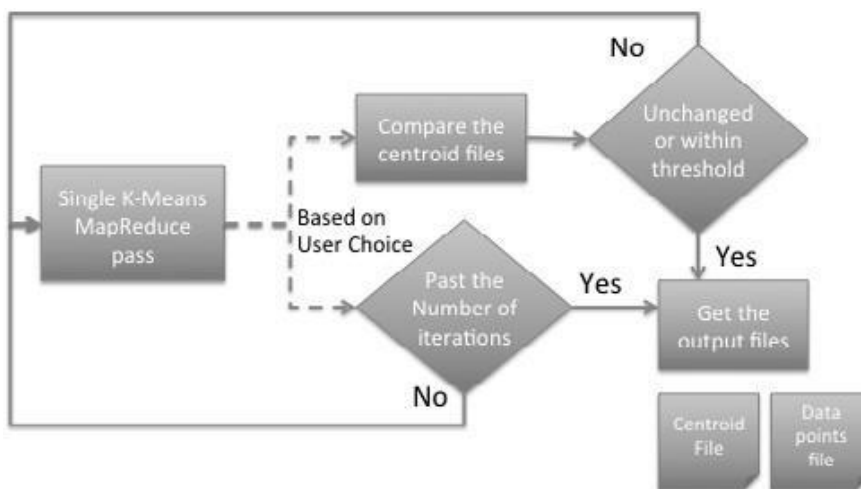 No
Unchanged
or within
threshold
Compare the
centroid files
Single K-Means
MapReduce
pass
Based on
User Choice
Past the
Number of
iterations
Yes
Yes
Get the
output files
No
Centroid
File
Data
points
file